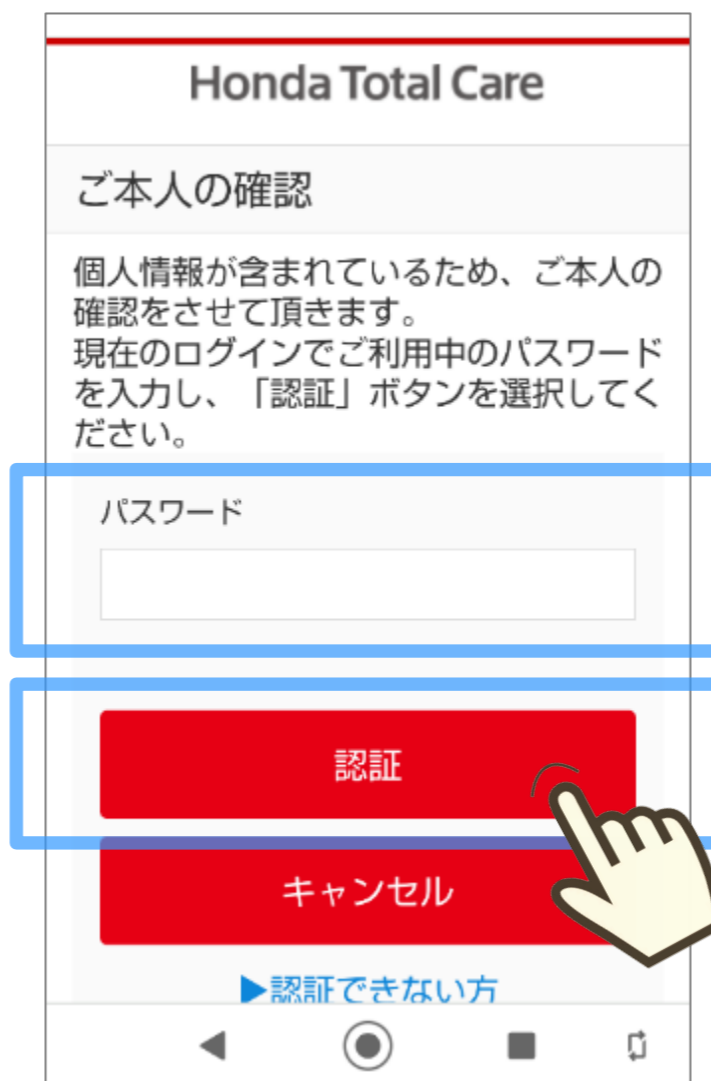 Honda Total Care
ご本人の確認
個人情報が含まれているため、ご本人の
確認をさせて頂きます。
現在のログインでご利用中のパスワード
を入力し、「認証」ボタンを選択してく
ださい。
パスワード
認証
キャンセル
▶認証できない方